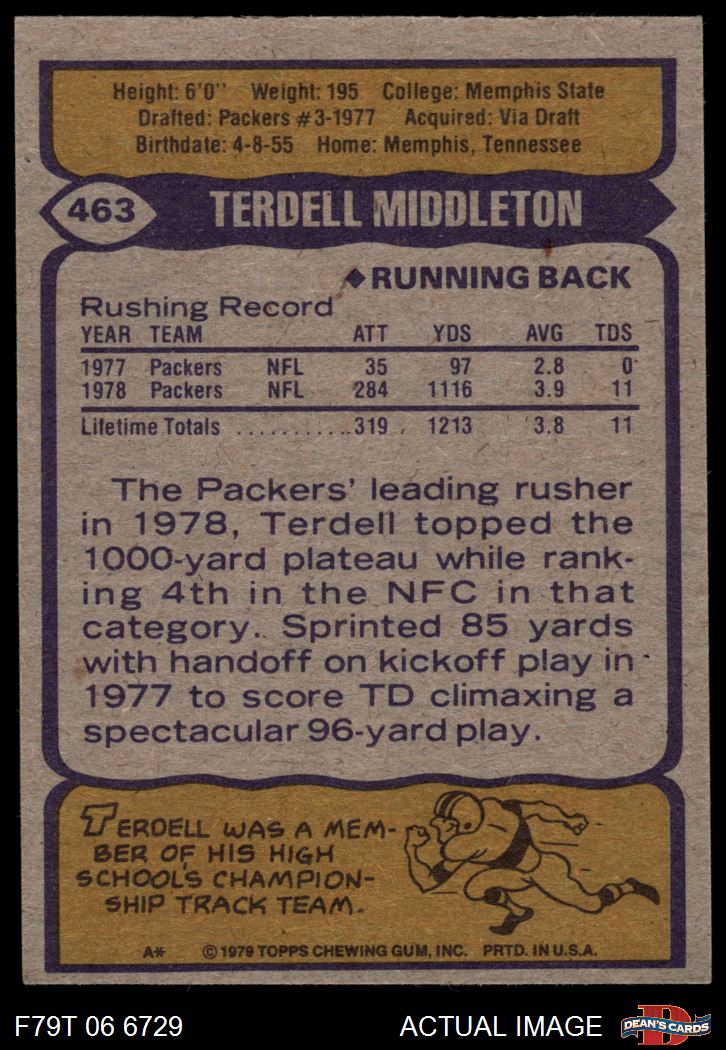 Height: 6'0" Weight: 195 College: Memphis State
Drafted: Packers #3-1977 Acquired: Via Draft
Birthdate: 4-8-55 Home: Memphis, Tennessee
463 TERDELL MIDDLETON
◆RUNNING BACK
Rushing Record
YEAR TEAM ATT YDS AVG TDS
1977 Packers NFL 35 97 2.8 0
1978 Packers NFL 284 1116 3.9 11
Lifetime Totals ...........319 1213 3.8 11
The Packers' leading rusher
in 1978, Terdell topped the
1000-yard plateau while rank-
ing 4th in the NFC in that
category. Sprinted 85 yards
with handoff on kickoff play in
1977 to score TD climaxing a
spectacular 96-yard play.
TERDELL WAS A MEM-
BER OF HIS HIGH
SCHOOL'S CHAMPION-
SHIP TRACK TEAM.
A* © 1979 TOPPS CHEWING GUM, INC. PRTD. IN U.S.A.
F79T 06 6729 ACTUAL IMAGE D DEAN'S CARDS